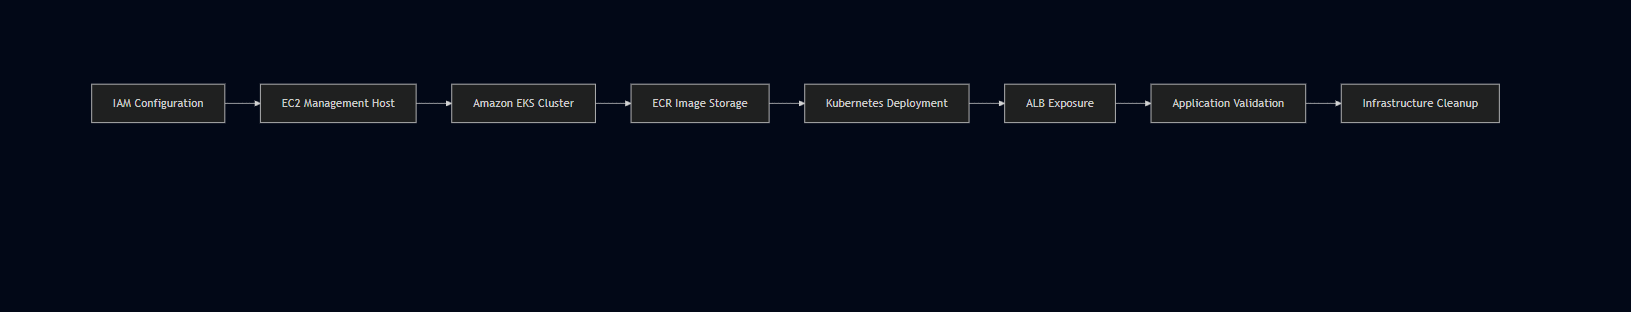 IAM Configuration
EC2 Management Host
Amazon EKS Cluster
ECR Image Storage
Kubernetes Deployment
ALB Exposure
Application Validation
Infrastructure Cleanup